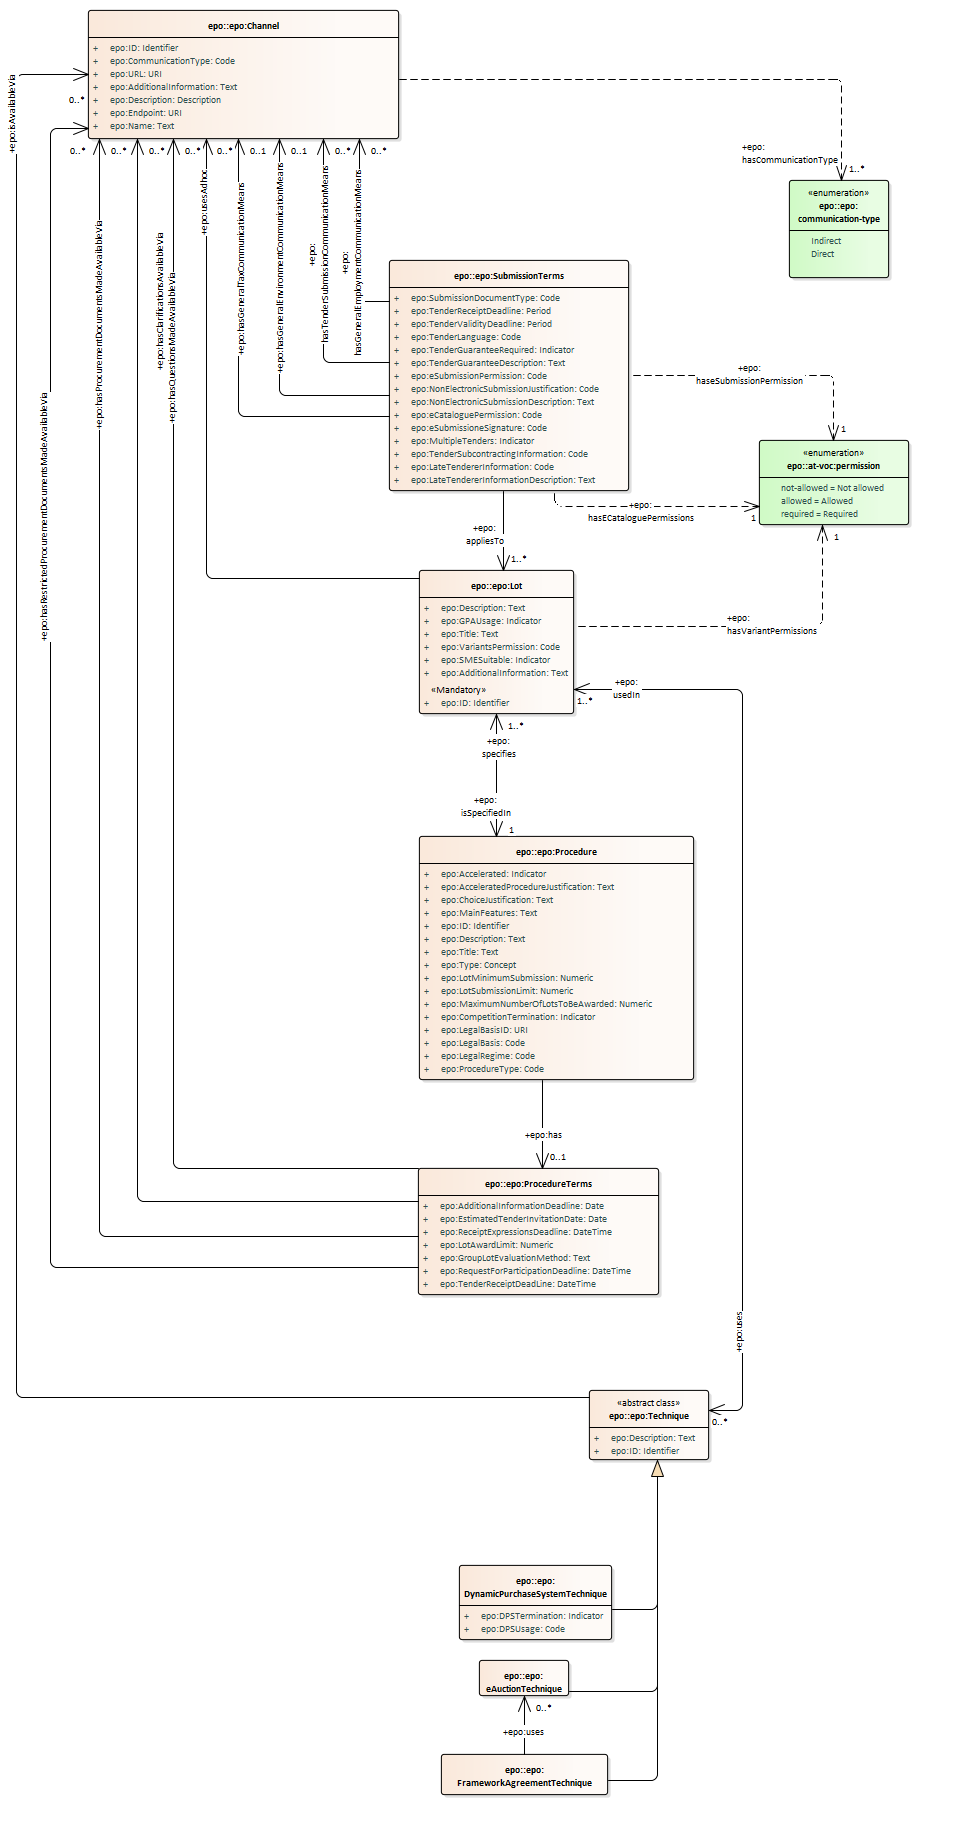 epo::epo:Channel
+ epo:ID: Identifier
+ epo:CommunicationType: Code
+ epo:URL: URI
+ epo:AdditionalInformation: Text
+ epo:Description: Description
+ epo:Endpoint: URI
+ epo:Name: Text
+epo:isAvailableVia
0..*
0..*
0..*
0..*
0..*
0..*
0..1
0..1
0..*
0..*
+epo:
hasCommunicationType
1..*
«enumeration»
epo::epo:
communication-type
Indirect
Direct
+epo:hasRestrictedProcurementDocumentsMadeAvailableVia
+epo:hasProcurementDocumentsMadeAvailableVia
+epo:hasClarificationsAvailableVia
+epo:hasQuestionsMadeAvailableVia
+epo:usesAdhoc
+epo:hasGeneralTaxCommunicationMeans
+epo:hasGeneralEnvironmentCommunicationMeans
+epo:
hasTenderSubmissionCommunicationMeans
+epo:
hasGeneralEmploymentCommunicationMeans
epo::epo:SubmissionTerms
+ epo:SubmissionDocumentType: Code
+ epo:TenderReceiptDeadline: Period
+ epo:TenderValidityDeadline: Period
+ epo:TenderLanguage: Code
+ epo:TenderGuaranteeRequired: Indicator
+ epo:TenderGuaranteeDescription: Text
+ epo:eSubmissionPermission: Code
+ epo:NonElectronicSubmissionJustification: Code
+ epo:NonElectronicSubmissionDescription: Text
+ epo:eCataloguePermission: Code
+ epo:eSubmissioneSignature: Code
+ epo:MultipleTenders: Indicator
+ epo:TenderSubcontractingInformation: Code
+ epo:LateTendererInformation: Code
+ epo:LateTendererInformationDescription: Text
+epo:
haseSubmissionPermission
1
«enumeration»
epo::at-voc:permission
not-allowed = Not allowed
allowed = Allowed
required = Required
+epo:
hasECataloguePermissions
1
1
+epo:
appliesTo
1..*
epo::epo:Lot
+ epo:Description: Text
+ epo:GPAUsage: Indicator
+ epo:Title: Text
+ epo:VariantsPermission: Code
+ epo:SMESuitable: Indicator
+ epo:AdditionalInformation: Text
«Mandatory»
+ epo:ID: Identifier
+epo:
hasVariantPermissions
+epo:
usedIn
1..*
1..*
+epo:
specifies
+epo:
isSpecifiedIn
1
epo::epo:Procedure
+ epo:Accelerated: Indicator
+ epo:AcceleratedProcedureJustification: Text
+ epo:ChoiceJustification: Text
+ epo:MainFeatures: Text
+ epo:ID: Identifier
+ epo:Description: Text
+ epo:Title: Text
+ epo:Type: Concept
+ epo:LotMinimumSubmission: Numeric
+ epo:LotSubmissionLimit: Numeric
+ epo:MaximumNumberOfLotsToBeAwarded: Numeric
+ epo:CompetitionTermination: Indicator
+ epo:LegalBasisID: URI
+ epo:LegalBasis: Code
+ epo:LegalRegime: Code
+ epo:ProcedureType: Code
+epo:has
0..1
epo::epo:ProcedureTerms
+ epo:AdditionalInformationDeadline: Date
+ epo:EstimatedTenderInvitationDate: Date
+ epo:ReceiptExpressionsDeadline: DateTime
+ epo:LotAwardLimit: Numeric
+ epo:GroupLotEvaluationMethod: Text
+ epo:RequestForParticipationDeadline: DateTime
+ epo:TenderReceiptDeadLine: DateTime
+epo:uses
0..*
«abstract class»
epo::epo:Technique
+ epo:Description: Text
+ epo:ID: Identifier
epo::epo:
DynamicPurchaseSystemTechnique
+ epo:DPSTermination: Indicator
+ epo:DPSUsage: Code
epo::epo:
eAuctionTechnique
0..*
+epo:uses
epo::epo:
FrameworkAgreementTechnique